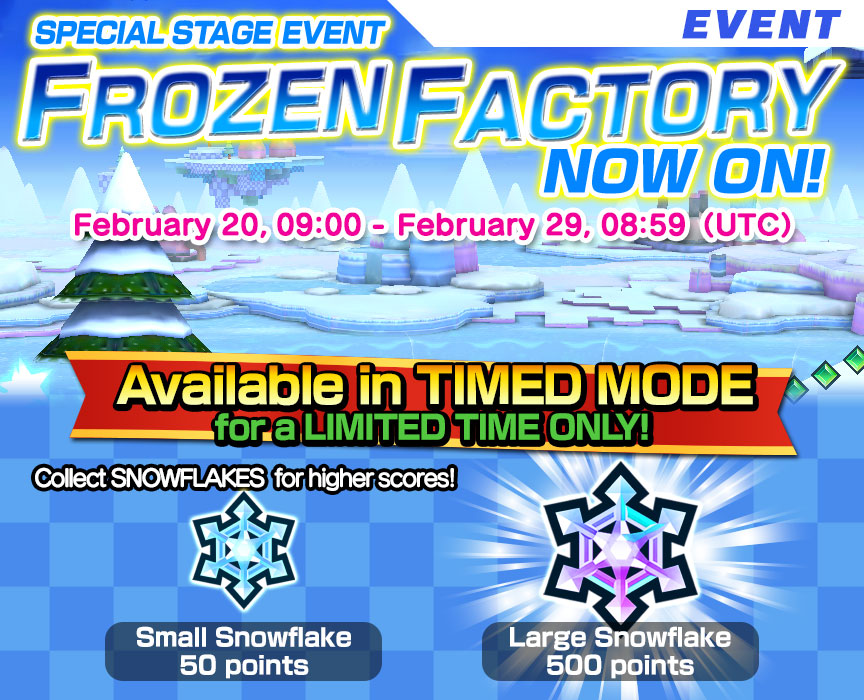 EVENT
SPECIAL STAGE EVENT
FROZEN FACTORY
NOW ON!
February 20, 09:00 - February 29, 08:59 (UTC)
Available in TIMED MODE
for a LIMITED TIME ONLY!
Collect SNOWFLAKES for higher scores!
Small Snowflake
50 points
Large Snowflake
500 points